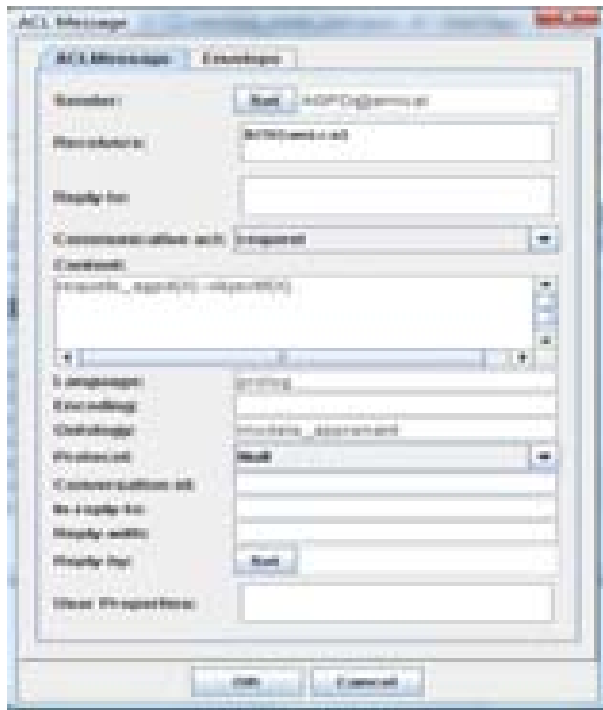 ACL Message
ACLMessage Envelope
Sender: Set
Receivers:
Reply-to:
Communicative act: request
Content:
Language: prolog
Encoding:
Ontology:
Protocol: Null
Conversation-id:
In-reply-to:
Reply-with:
Reply-by: Set
User Properties:
OK Cancel